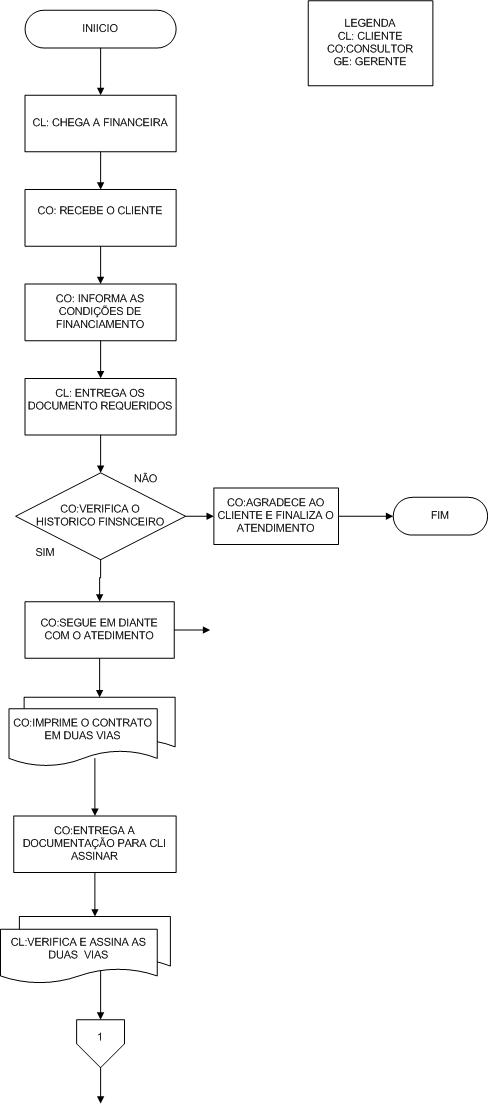 INIICIO
LEGENDA
CL: CLIENTE
CO:CONSULTOR
GE: GERENTE
CL: CHEGA A FINANCEIRA
CO: RECEBE O CLIENTE
CO: INFORMA AS
CONDIÇÕES DE
FINANCIAMENTO
CL: ENTREGA OS
DOCUMENTO REQUERIDOS
NÃO
CO:VERIFICA O
HISTORICO FINSNCEIRO
SIM
CO:AGRADECE AO
CLIENTE E FINALIZA O
ATENDIMENTO
FIM
CO:SEGUE EM DIANTE
COM O ATEDIMENTO
CO:IMPRIME O CONTRATO
EM DUAS VIAS
CO:ENTREGA A
DOCUMENTAÇÃO PARA CLI
ASSINAR
CL:VERIFICA E ASSINA AS
DUAS VIAS
1